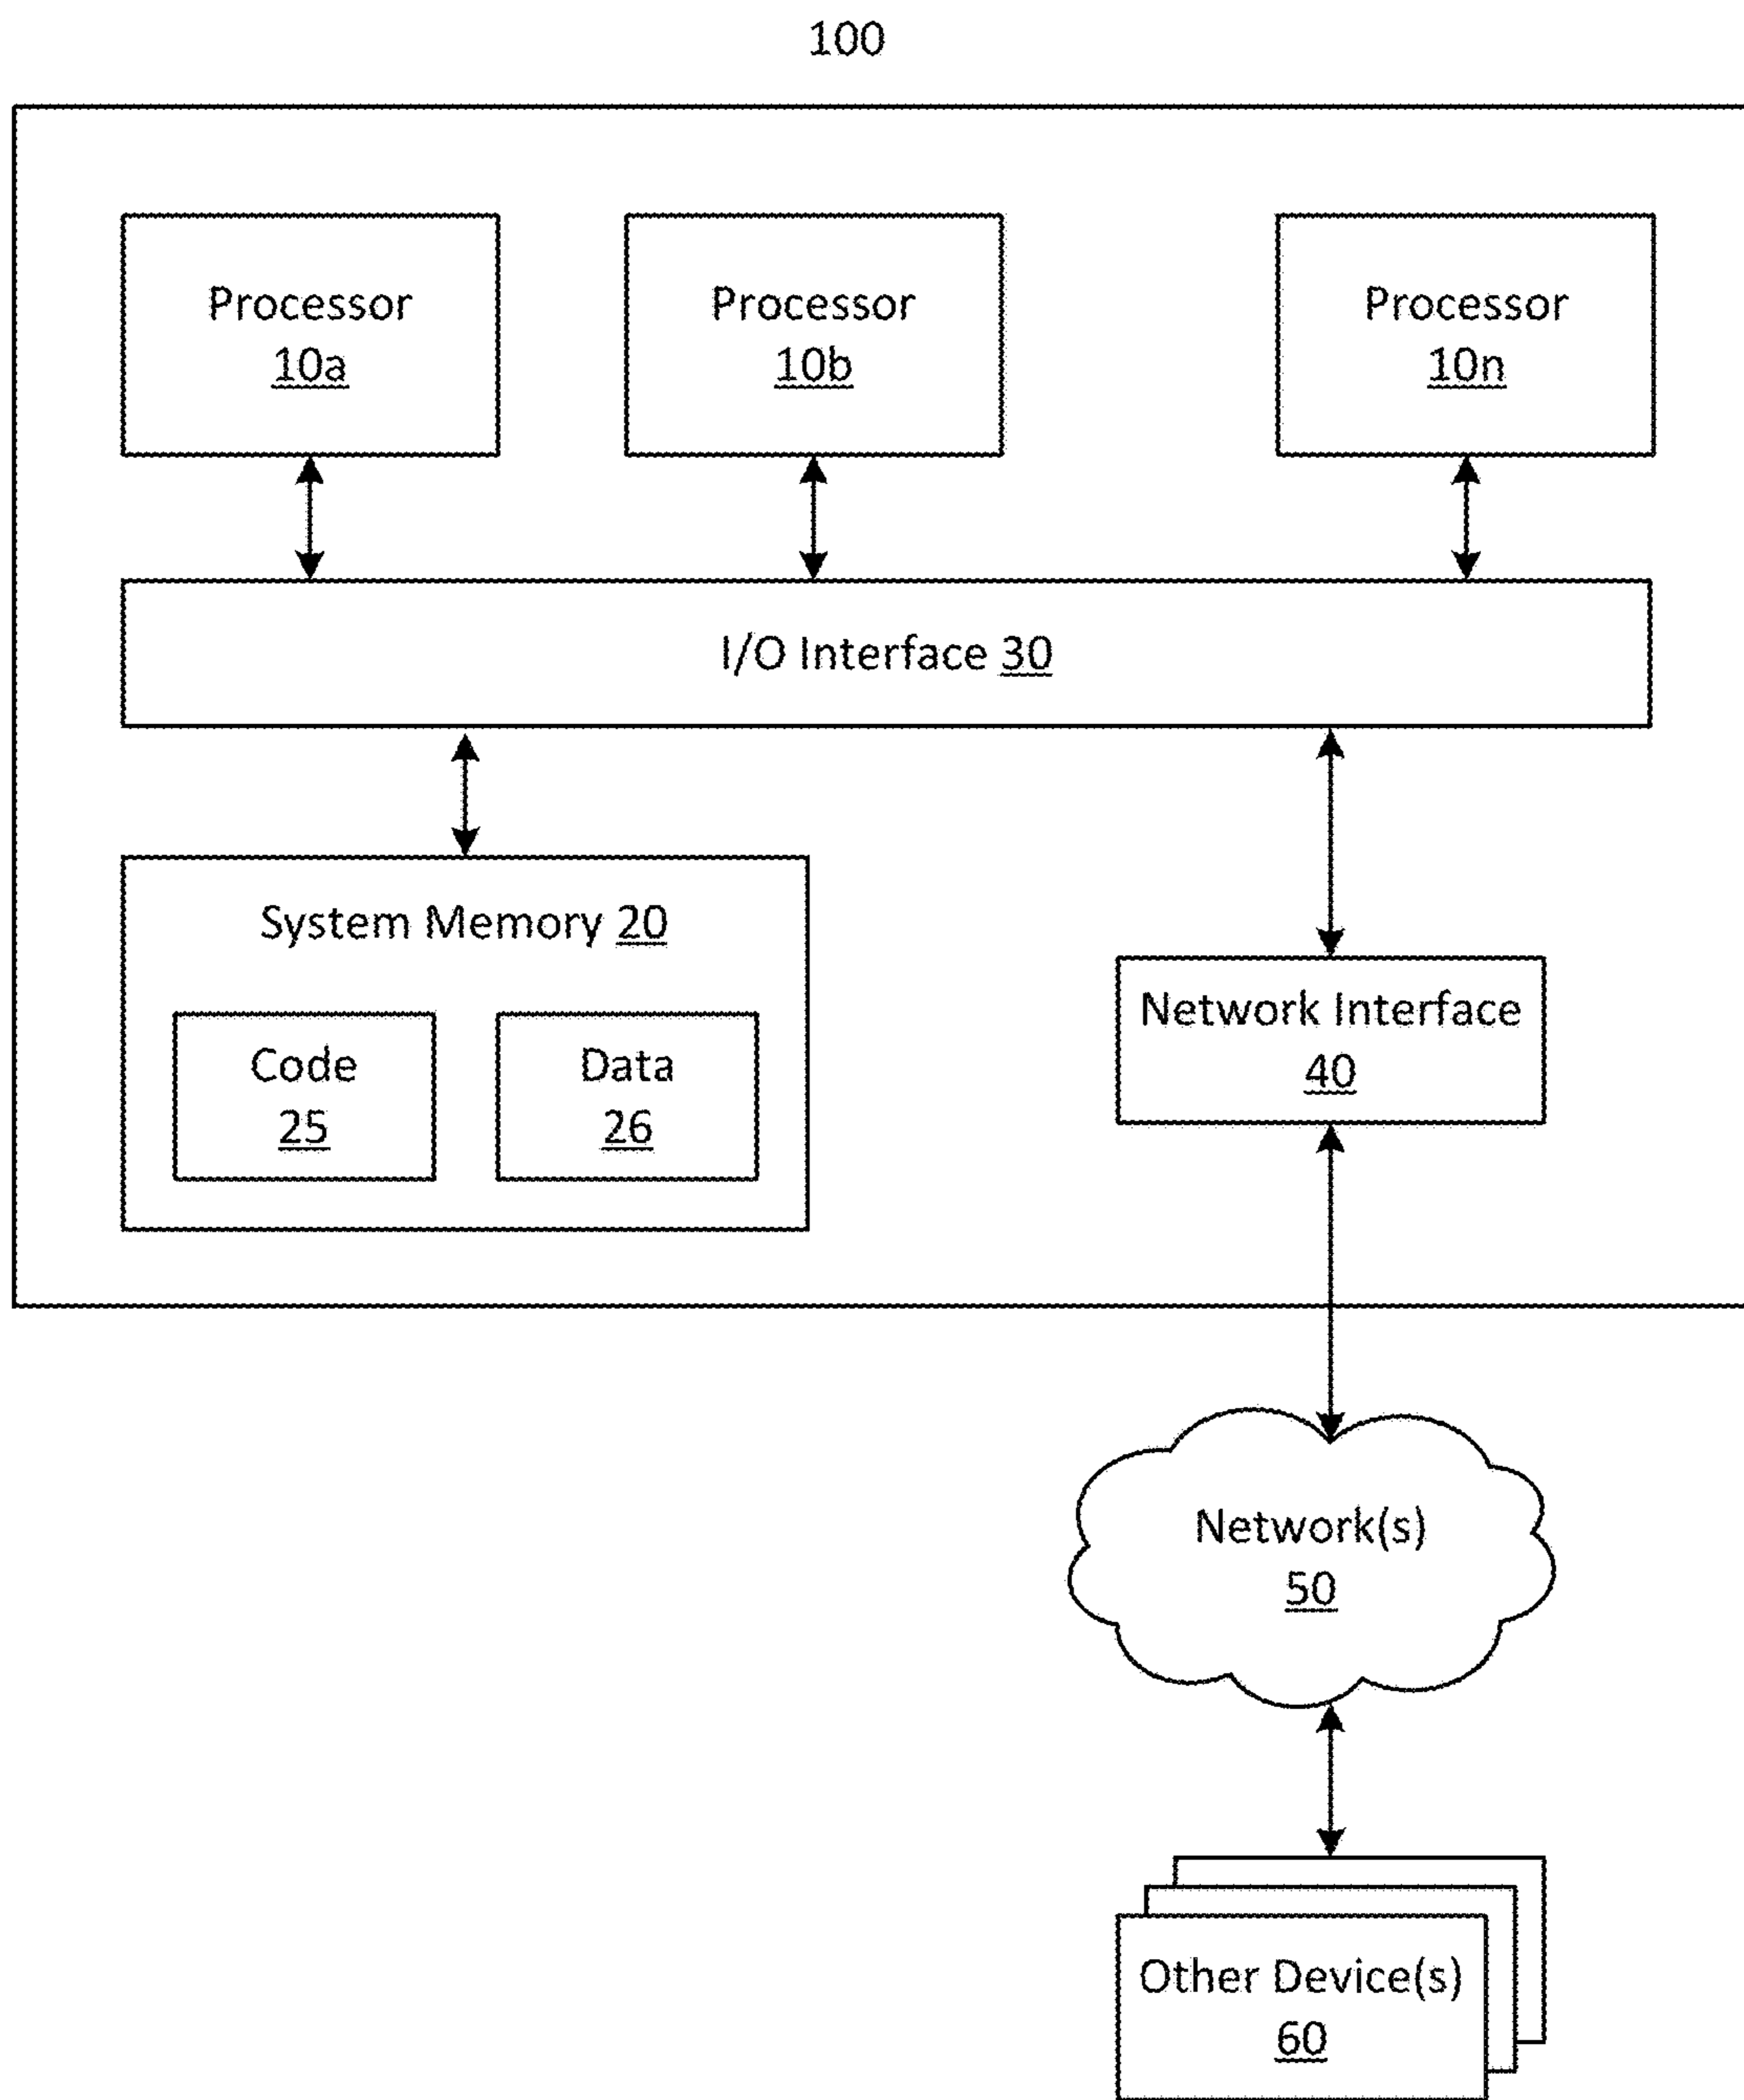 100
Processor
10a
Processor
10b
Processor
10n
I/O Interface 30
System Memory 20
Code
25
Data
26
Network Interface
40
Network(s)
50
Other Device(s)
60